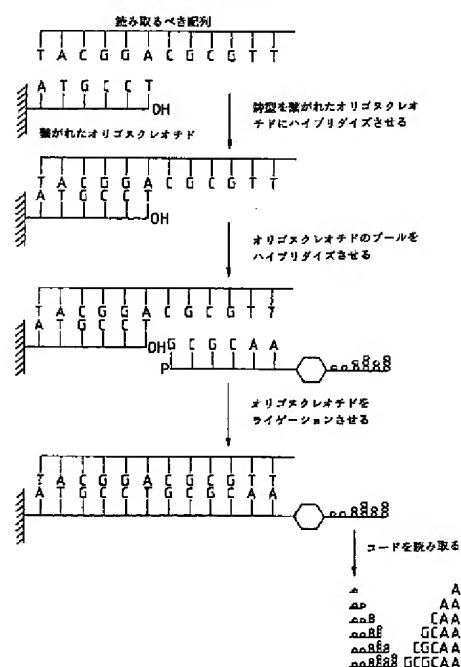 読み取るべき配列
T A C G G A C G C G T T
A T G C C T
OH
鋳型を繋がれたオリゴヌクレオ
チドにハイブリダイズさせる
繋がれたオリゴヌクレオチド
T A C G G A C G C G T T
A T G C C T
OH
オリゴヌクレオチドのプールを
ハイブリダイズさせる
T A C G G A C G C G T T
A T G C C T
OH G C G C A A
P
オリゴヌクレオチドを
ライゲーションさせる
T A C G G A C G C G T T
A T G C C T G C G C A A
コードを読み取る
A
AA
CAA
GCAA
CGCAA
GCGCAA